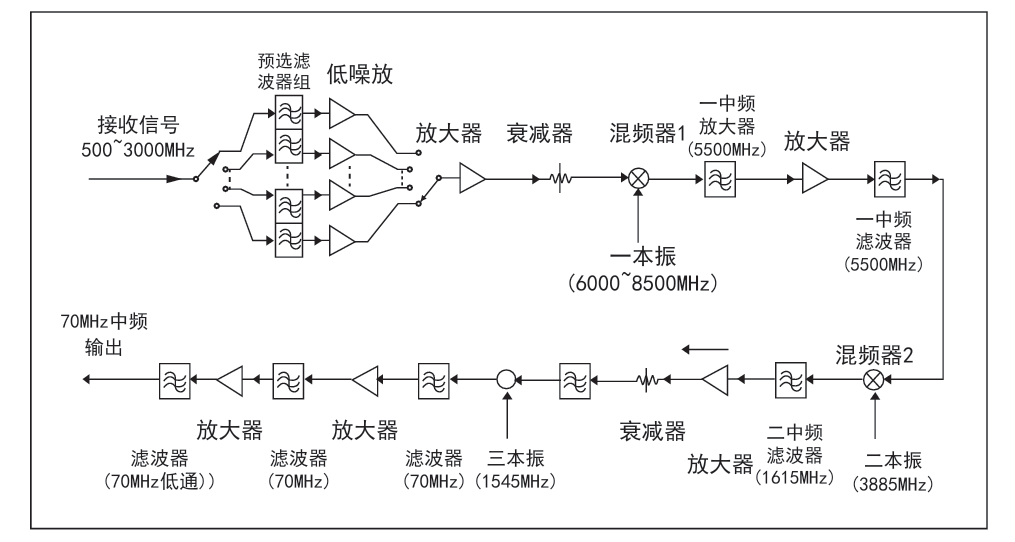 预选滤
波器组
低噪放
接收信号
500~3000MHz
放大器
衰减器
混频器1
一中频
放大器
(5500MHz)
放大器
一中频
滤波器
(5500MHz)
一本振
(6000~8500MHz)
70MHz中频
输出
混频器2
放大器
放大器
衰减器
放大器
二中频
滤波器
(1615MHz)
二本振
(3885MHz)
滤波器
(70MHz低通))
滤波器
(70MHz)
滤波器
(70MHz)
三本振
(1545MHz)